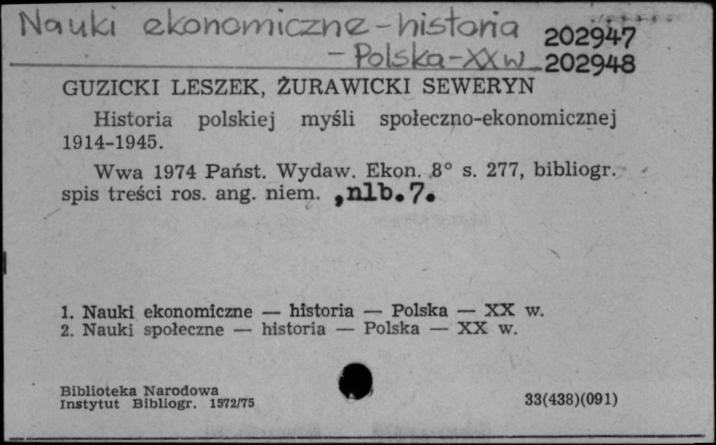 Nauki ekonomiczne – historia 202947
– Polska – XX w. 202948
GUZICKI LESZEK, ŻURAWICKI SEWERYN
Historia polskiej myśli społeczno-ekonomicznej
1914-1945.
Wwa 1974 Państ. Wydaw. Ekon. 8° s. 277, bibliogr.
spis treści ros. ang. niem. ,nlb.7.
1. Nauki ekonomiczne — historia — Polska — XX w.
2. Nauki społeczne — historia — Polska — XX w.
Biblioteka Narodowa
Instytut Bibliogr. 1572/75 33(438)(091)